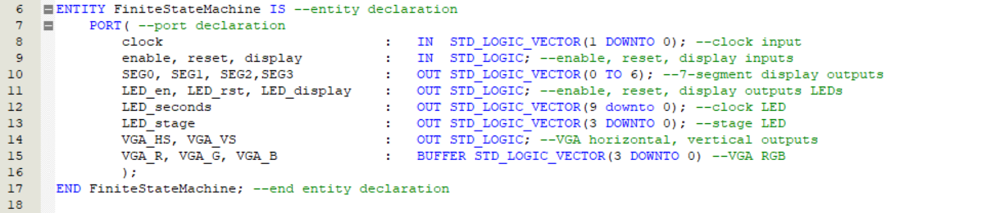 6 ENTITY FiniteStateMachine IS --entity declaration
7 PORT( --port declaration
8 clock : IN STD_LOGIC_VECTOR(1 DOWNTO 0); --clock input
9 enable, reset, display : IN STD_LOGIC; --enable, reset, display inputs
10 SEG0, SEG1, SEG2,SEG3 : OUT STD_LOGIC_VECTOR(0 TO 6); --7-segment display outputs
11 LED_en, LED_rst, LED_display : OUT STD_LOGIC; --enable, reset, display outputs LEDs
12 LED_seconds : OUT STD_LOGIC_VECTOR(9 downto 0); --clock LED
13 LED_stage : OUT STD_LOGIC_VECTOR(3 DOWNTO 0); --stage LED
14 VGA_HS, VGA_VS : OUT STD_LOGIC; --VGA horizontal, vertical outputs
15 VGA_R, VGA_G, VGA_B : BUFFER STD_LOGIC_VECTOR(3 DOWNTO 0) --VGA RGB
16 );
17 END FiniteStateMachine; --end entity declaration
18